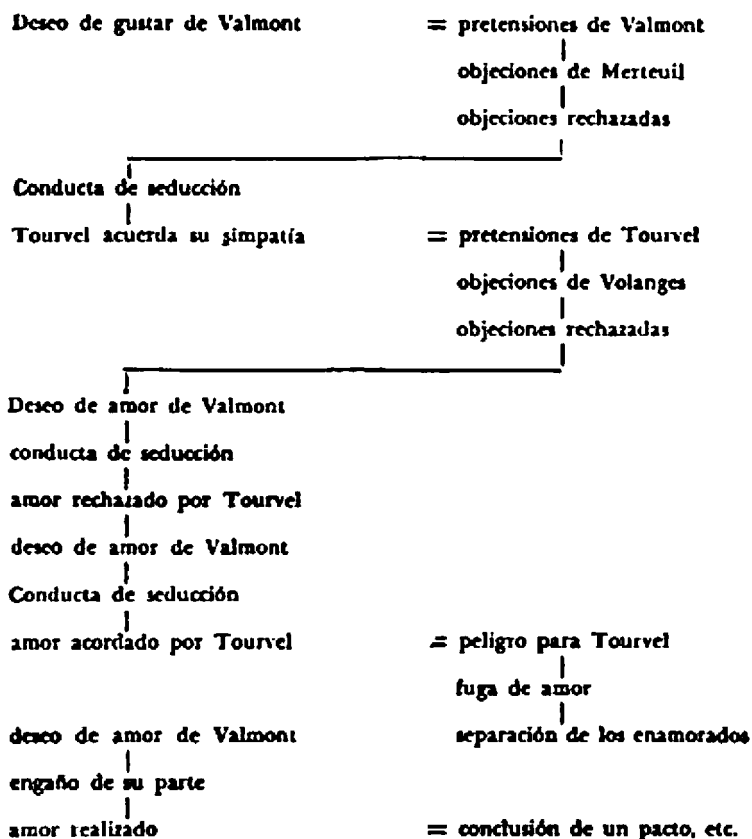 Deseo de gustar de Valmont = pretensiones de Valmont
objeciones de Merteuil
objeciones rechazadas
Conducta de seducción
Tourvel acuerda su simpatía = pretensiones de Tourvel
objeciones de Volanges
objeciones rechazadas
Deseo de amor de Valmont
conducta de seducción
amor rechazado por Tourvel
deseo de amor de Valmont
Conducta de seducción
amor acordado por Tourvel = peligro para Tourvel
fuga de amor
deseo de amor de Valmont separación de los enamorados
engaño de su parte
amor realizado = conclusión de un pacto, etc.